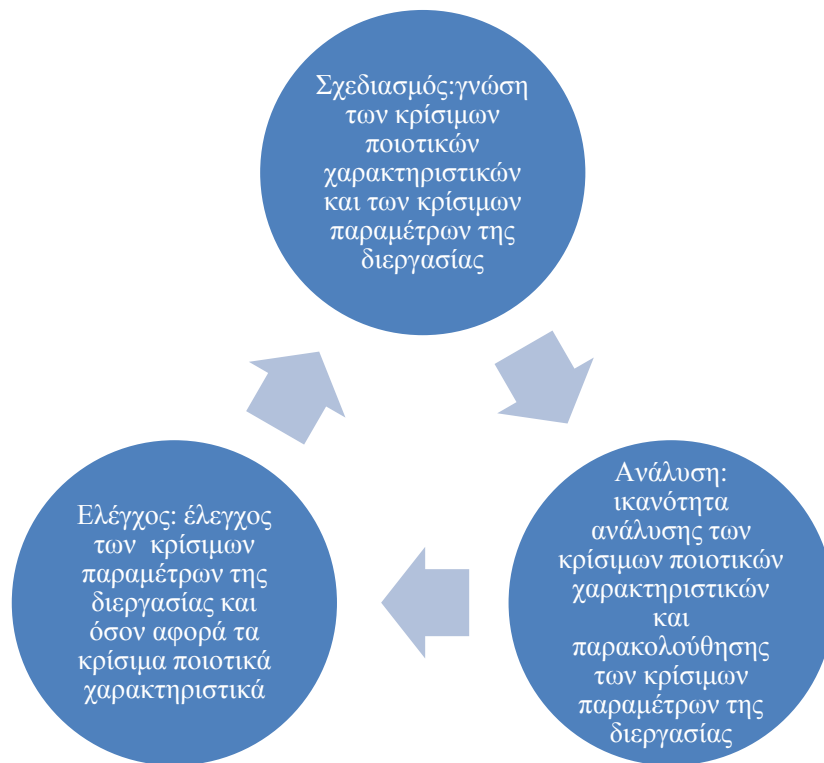 Σχεδιασμός:γνώση
των κρίσιμων
ποιοτικών
χαρακτηριστικών
και των κρίσιμων
παραμέτρων της
διεργασίας
Ανάλυση:
ικανότητα
ανάλυσης των
κρίσιμων ποιοτικών
χαρακτηριστικών
και
παρακολούθησης
των κρίσιμων
παραμέτρων της
διεργασίας
Ελέγχος: έλεγχος
των κρίσιμων
παραμέτρων της
διεργασίας και
όσον αφορά τα
κρίσιμα ποιοτικά
χαρακτηριστικά